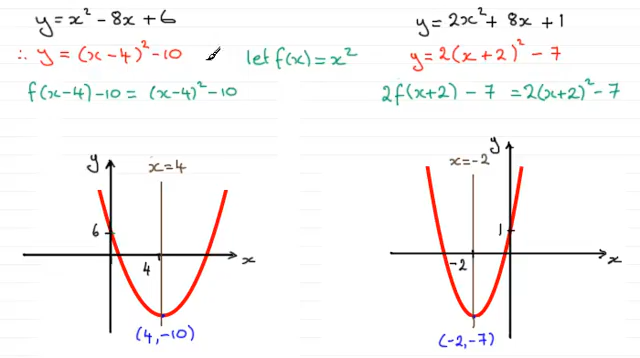 y = x² - 8x + 6
∴ y = (x-4)² -10
f(x-4) -10 = (x-4)² -10
let f(x) = x²
y = 2x² + 8x + 1
y = 2(x+2)² - 7
2f(x+2) - 7 = 2(x+2)² - 7
y
x=4
6
4
x
(4,-10)
y
x=-2
1
-2
x
(-2,-7)